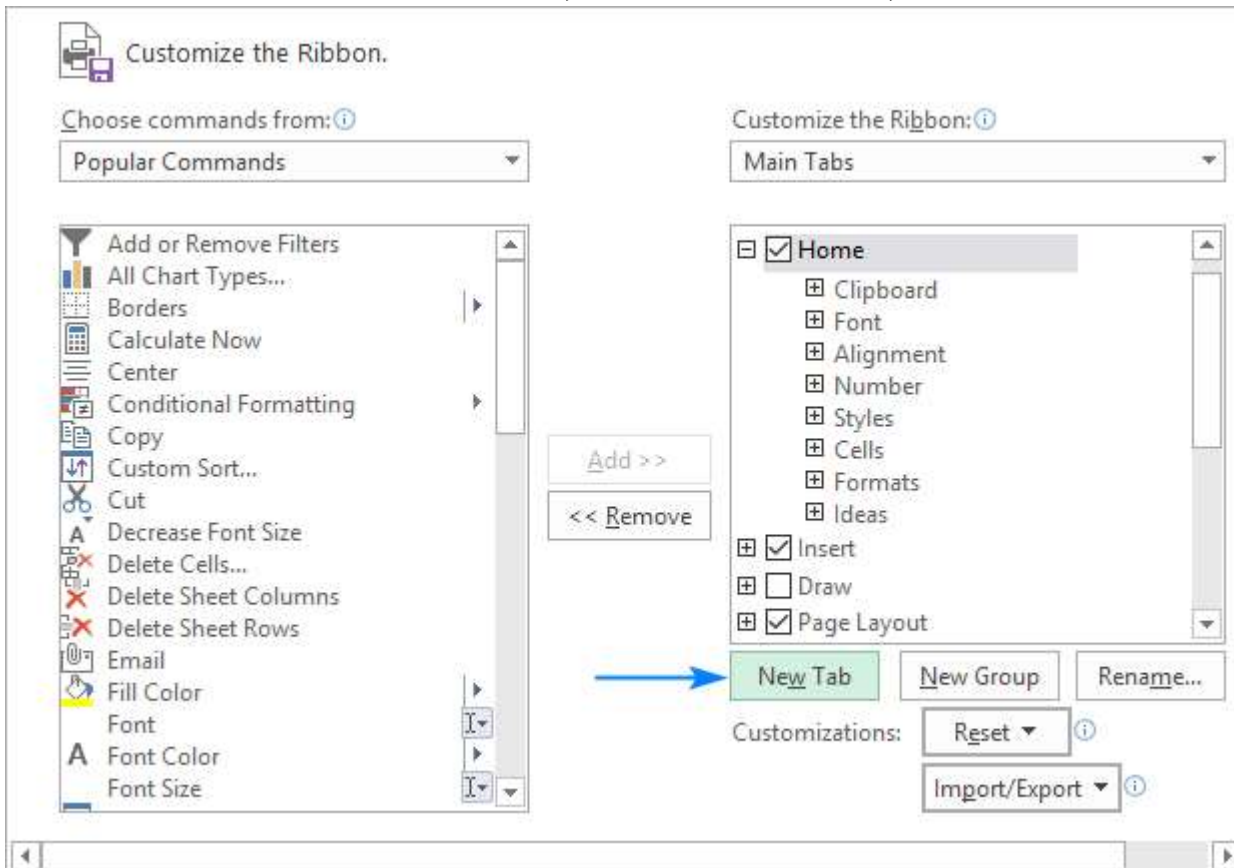 Customize the Ribbon.
Choose commands from:
Customize the Ribbon:
Popular Commands
Main Tabs
Add or Remove Filters
All Chart Types...
Borders
Calculate Now
Center
Conditional Formatting
Copy
Custom Sort...
Cut
Decrease Font Size
Delete Cells...
Delete Sheet Columns
Delete Sheet Rows
Email
Fill Color
Font
Font Color
Font Size
Add >>
<< Remove
Home
Clipboard
Font
Alignment
Number
Styles
Cells
Formats
Ideas
Insert
Draw
Page Layout
New Tab
New Group
Rename...
Customizations:
Reset
Import/Export